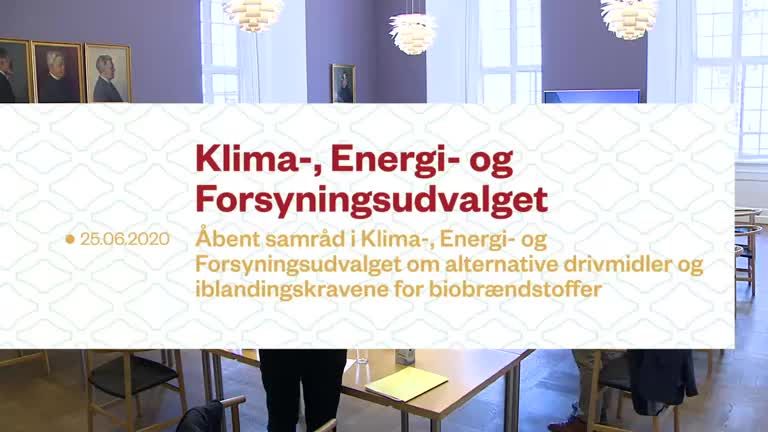 Klima-, Energi- og
Forsyningsudvalget
25.06.2020
Åbent samråd i Klima-, Energi- og
Forsyningsudvalget om alternative drivmidler og
iblandingskravene for biobrændstoffer